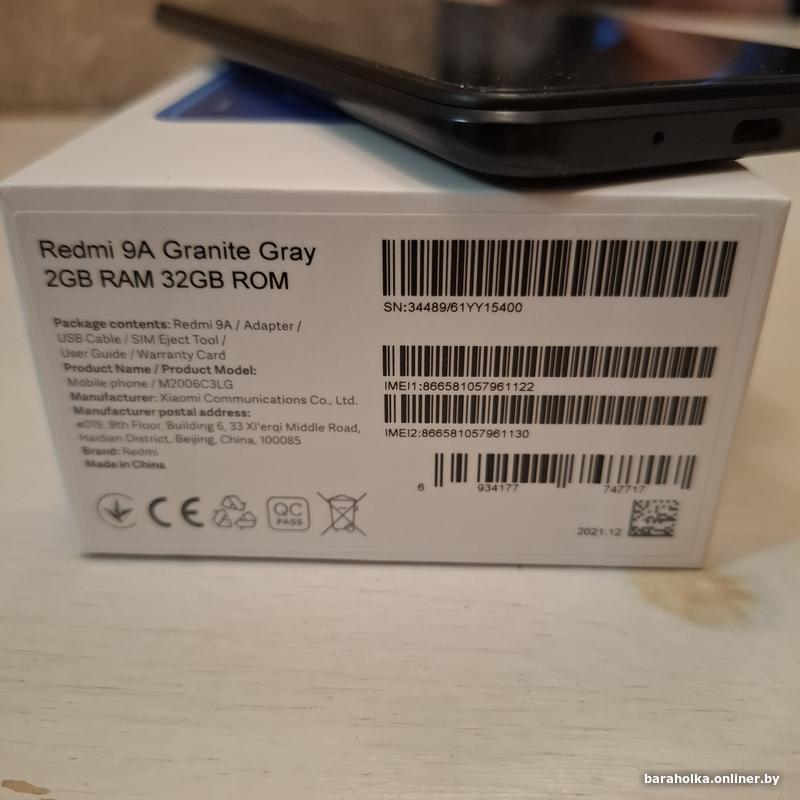 Redmi 9A Granite Gray
2GB RAM 32GB ROM
Package contents: Redmi 9A / Adapter /
USB Cable / SIM Eject Tool /
User Guide / Warranty Card
Product Name / Product Model:
Mobile phone / M2006C3LG
Manufacturer: Xiaomi Communications Co., Ltd.
Manufacturer postal address:
#019, 9th Floor, Building 6, 33 Xi'erqi Middle Road,
Haidian District, Beijing, China, 100085
Brand: Redmi
Made in China
CE
QC
PASS
SN:34489/61YY15400
IMEI1:866581057961122
IMEI2:866581057961130
6 934177 747717
2021.12
baraholka.onliner.by